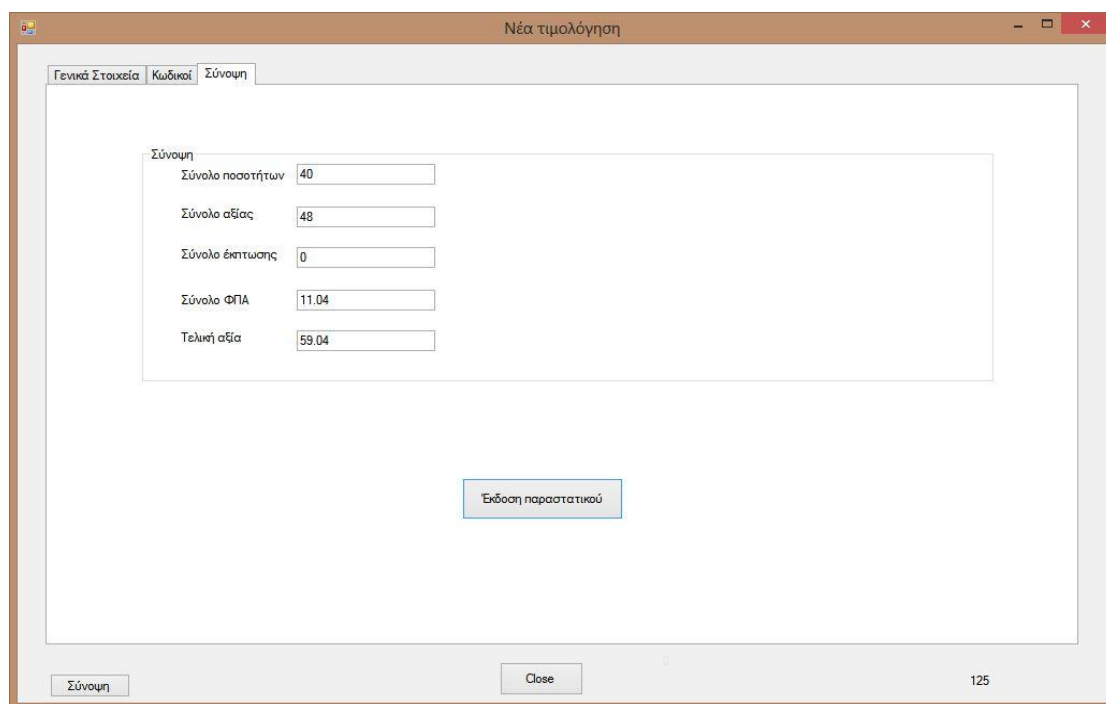 Νέα τιμολόγηση
Γενικά Στοιχεία Κωδικοί Σύνοψη
Σύνοψη
Σύνολο ποσοτήτων 40
Σύνολο αξίας 48
Σύνολο έκπτωσης 0
Σύνολο ΦΠΑ 11.04
Τελική αξία 59.04
Έκδοση παραστατικού
Σύνοψη Close 125